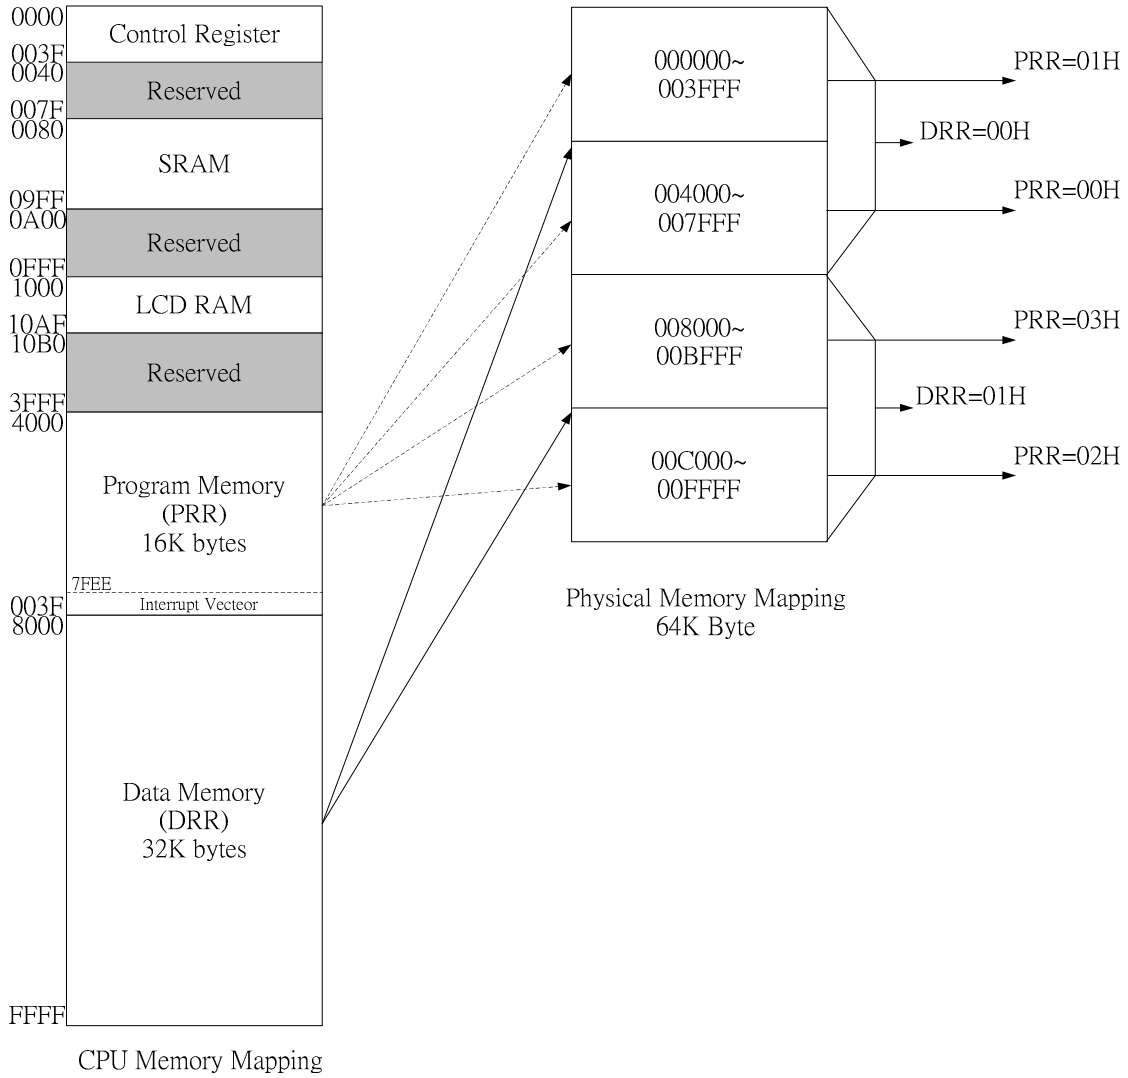 0000
Control Register
003F
0040
Reserved
007F
0080
SRAM
09FF
0A00
Reserved
0FFF
1000
LCD RAM
10AF
10B0
Reserved
3FFF
4000
Program Memory
(PRR)
16K bytes
7FEE
Interrupt Vecteor
003F
8000
Data Memory
(DRR)
32K bytes
FFFF
CPU Memory Mapping
000000~
003FFF
004000~
007FFF
008000~
00BFFF
00C000~
00FFFF
Physical Memory Mapping
64K Byte
PRR=01H
DRR=00H
PRR=00H
PRR=03H
DRR=01H
PRR=02H